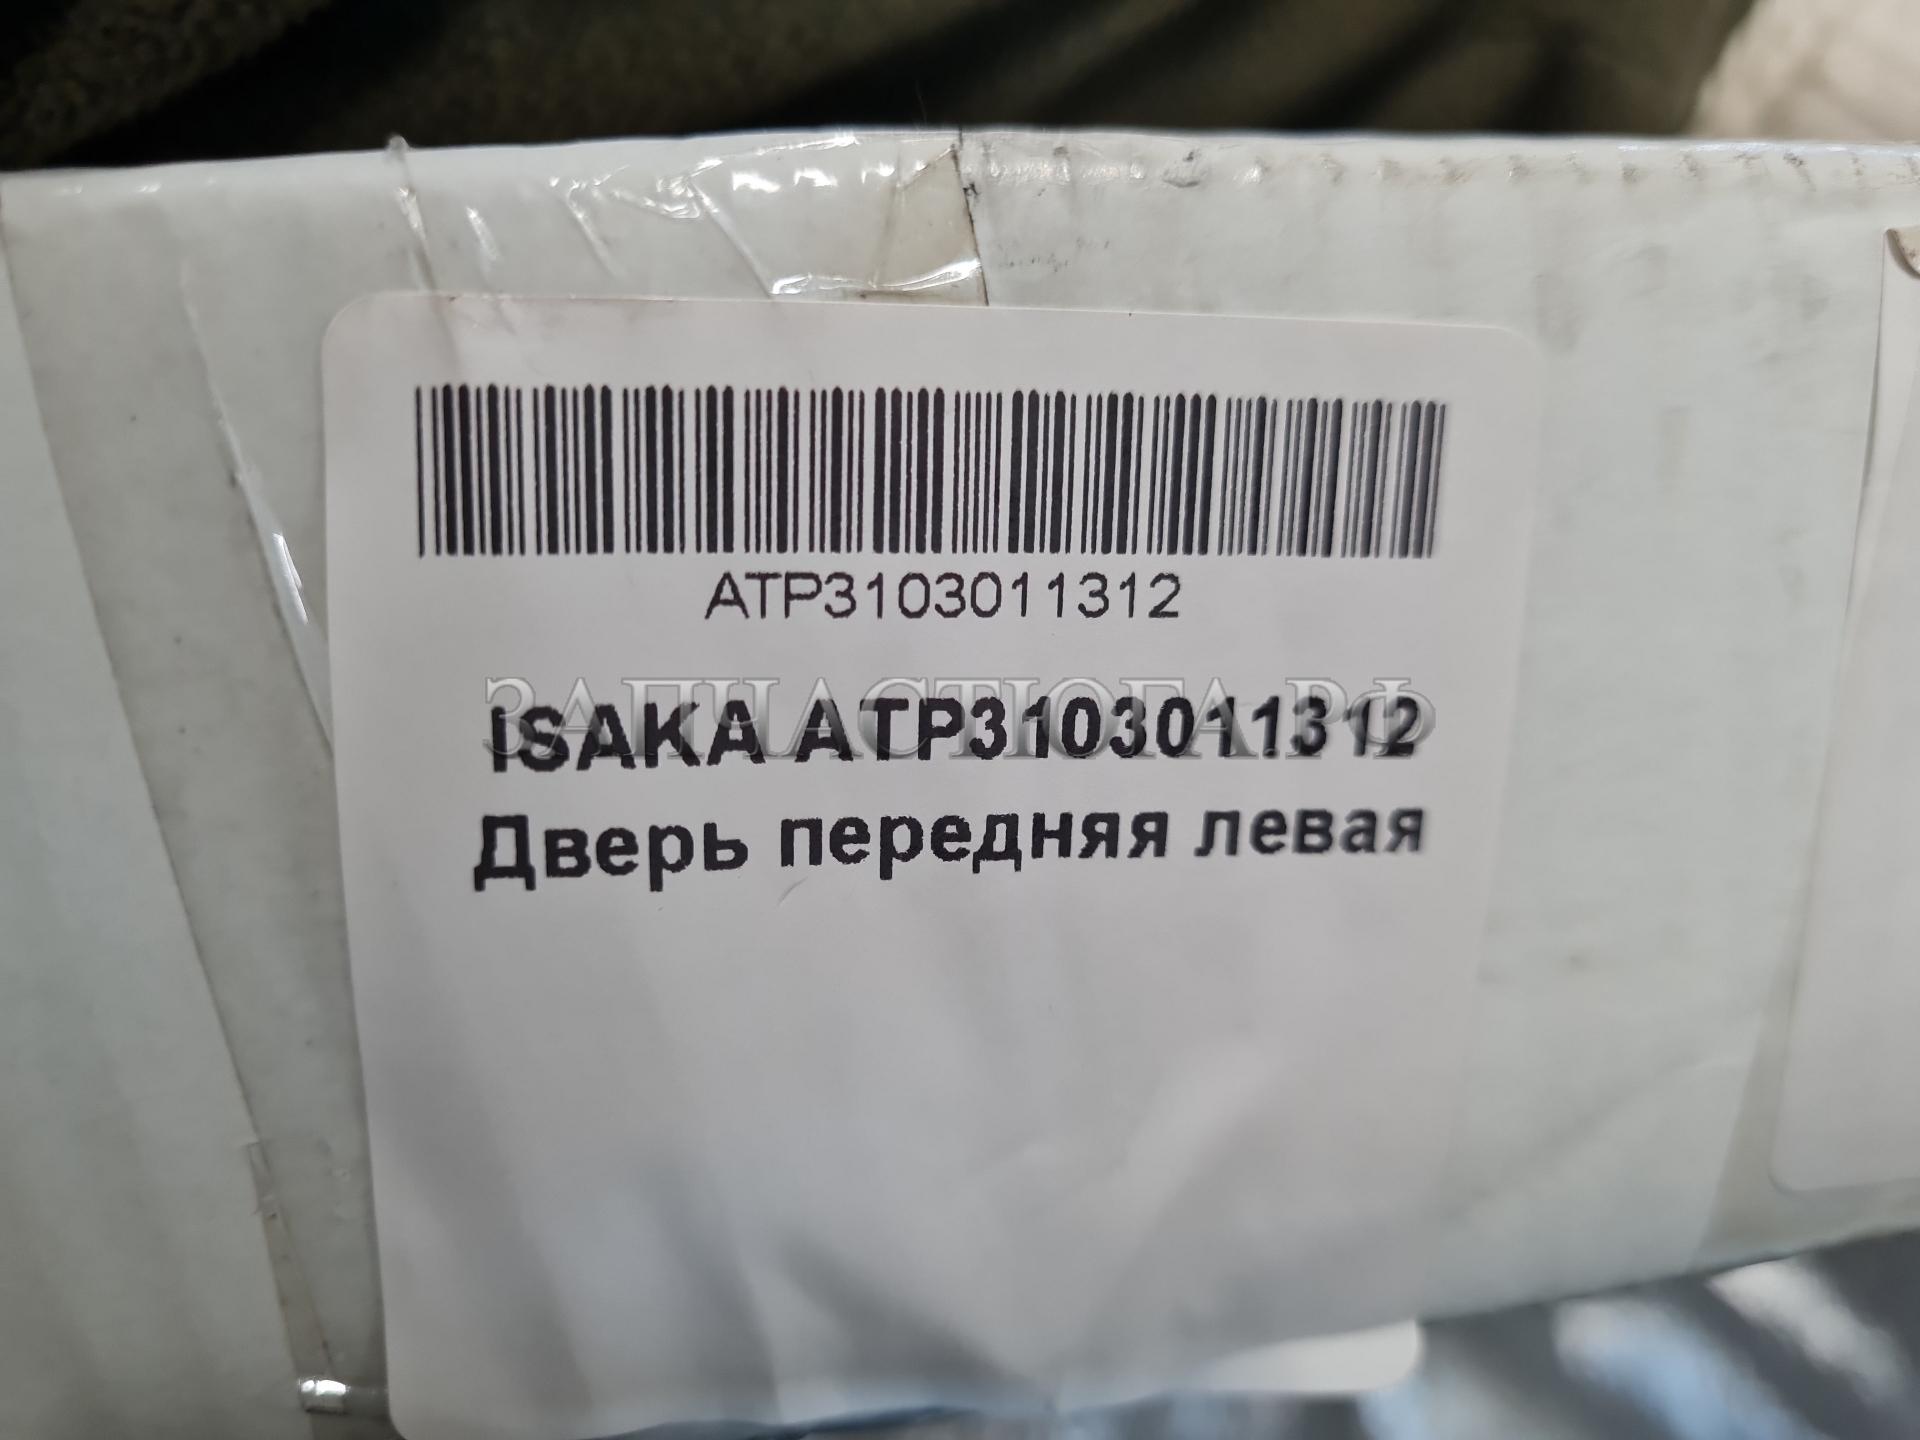 ATP3103011312
ЗАПЧАСТЮГА.РФ
ISAKA ATP3103011312
Дверь передняя левая